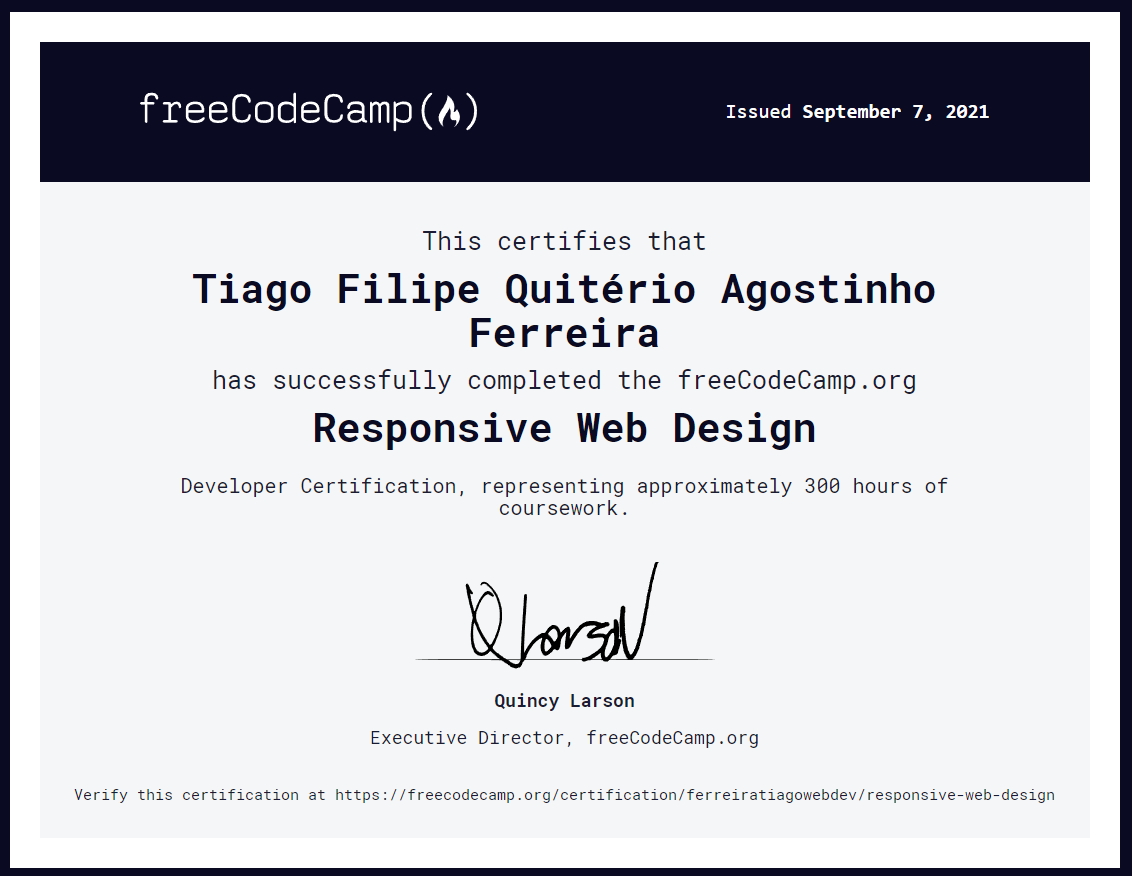 freeCodeCamp()
Issued September 7, 2021
This certifies that
Tiago Filipe Quitério Agostinho
Ferreira
has successfully completed the freeCodeCamp.org
Responsive Web Design
Developer Certification, representing approximately 300 hours of
coursework.
Q Larson
Quincy Larson
Executive Director, freeCodeCamp.org
Verify this certification at https://freecodecamp.org/certification/ferreiratiagowebdev/responsive-web-design